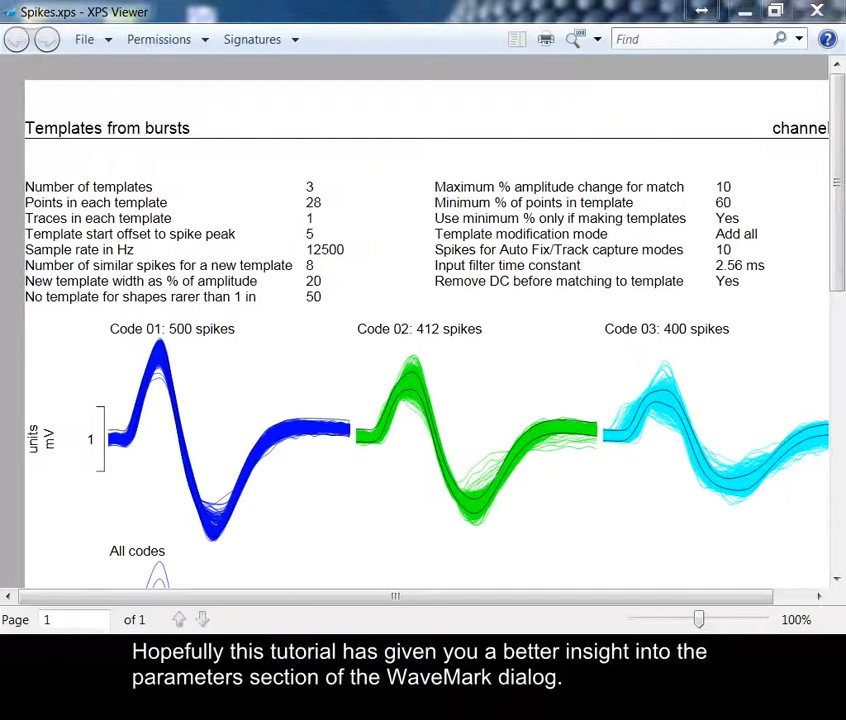 Spikes.xps - XPS Viewer
File Permissions Signatures
100
Find
?
Templates from bursts channel
Number of templates 3 Maximum % amplitude change for match 10
Points in each template 28 Minimum % of points in template 60
Traces in each template 1 Use minimum % only if making templates Yes
Template start offset to spike peak 5 Template modification mode Add all
Sample rate in Hz 12500 Spikes for Auto Fix/Track capture modes 10
Number of similar spikes for a new template 8 Input filter time constant 2.56 ms
New template width as % of amplitude 20 Remove DC before matching to template Yes
No template for shapes rarer than 1 in 50
Code 01: 500 spikes Code 02: 412 spikes Code 03: 400 spikes
units
mV
1
All codes
Page 1 of 1 100%
Hopefully this tutorial has given you a better insight into the
parameters section of the WaveMark dialog.